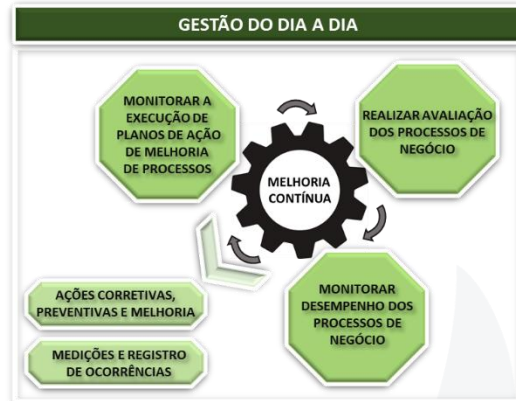 GESTÃO DO DIA A DIA
MONITORAR A
EXECUÇÃO DE
PLANOS DE AÇÃO
DE MELHORIA
DE PROCESSOS
REALIZAR AVALIAÇÃO
DOS PROCESSOS DE
NEGÓCIO
MELHORIA
CONTÍNUA
MONITORAR
DESEMPENHO DOS
PROCESSOS DE
NEGÓCIO
AÇÕES CORRETIVAS,
PREVENTIVAS E MELHORIA
MEDIÇÕES E REGISTRO
DE OCORRÊNCIAS